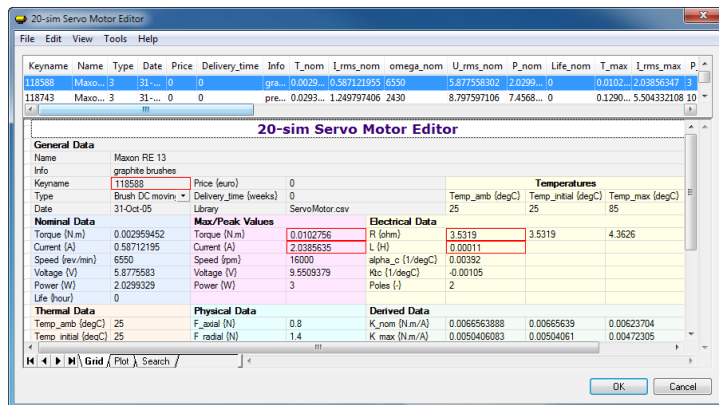 20-sim Servo Motor Editor
File Edit View Tools Help
Keyname Name Type Date Price Delivery_time Info T_nom I_rms_nom omega_nom U_rms_nom P_nom Life_nom T_max I_rms_max P_
118588 Maxo... 3 31-... 0 0 gra... 0.0029... 0.587121955 6550 5.877558302 2.0299... 0 0.0102... 2.03856347 3
118743 Maxo... 3 31-... 0 0 pre... 0.0293... 1.249797406 2430 8.797597106 7.4568... 0 0.1290... 5.504332108 10
20-sim Servo Motor Editor
General Data
Name Maxon RE 13
Info graphite brushes
Keyname 118588 Price {euro} 0 Temperatures
Type Brush DC moving Delivery_time {weeks} 0 Temp_amb {degC} Temp_initial {degC} Temp_max {degC}
Date 31-Oct-05 Library ServoMotor.csv 25 25 85
Nominal Data Max/Peak Values Electrical Data
Torque {N.m} 0.002959452 Torque {N.m} 0.0102756 R {ohm} 3.5319 3.5319 4.3626
Current {A} 0.58712195 Current {A} 2.0385635 L {H} 0.00011
Speed {rev/min} 6550 Speed {rpm} 16000 alpha_c {1/degC} 0.00392
Voltage {V} 5.8775583 Voltage {V} 9.5509379 Ktc {1/degC} -0.00105
Power {W} 2.0299329 Power {W} 3 Poles {-} 2
Life {hour} 0
Thermal Data Physical Data Derived Data
Temp_amb {degC} 25 F_axial {N} 0.8 K_nom {N.m/A} 0.0066563888 0.00665639 0.00623704
Temp_initial {degC} 25 F_radial {N} 1.4 K_max {N.m/A} 0.0050406083 0.00504061 0.00472305
Grid Plot Search
OK Cancel